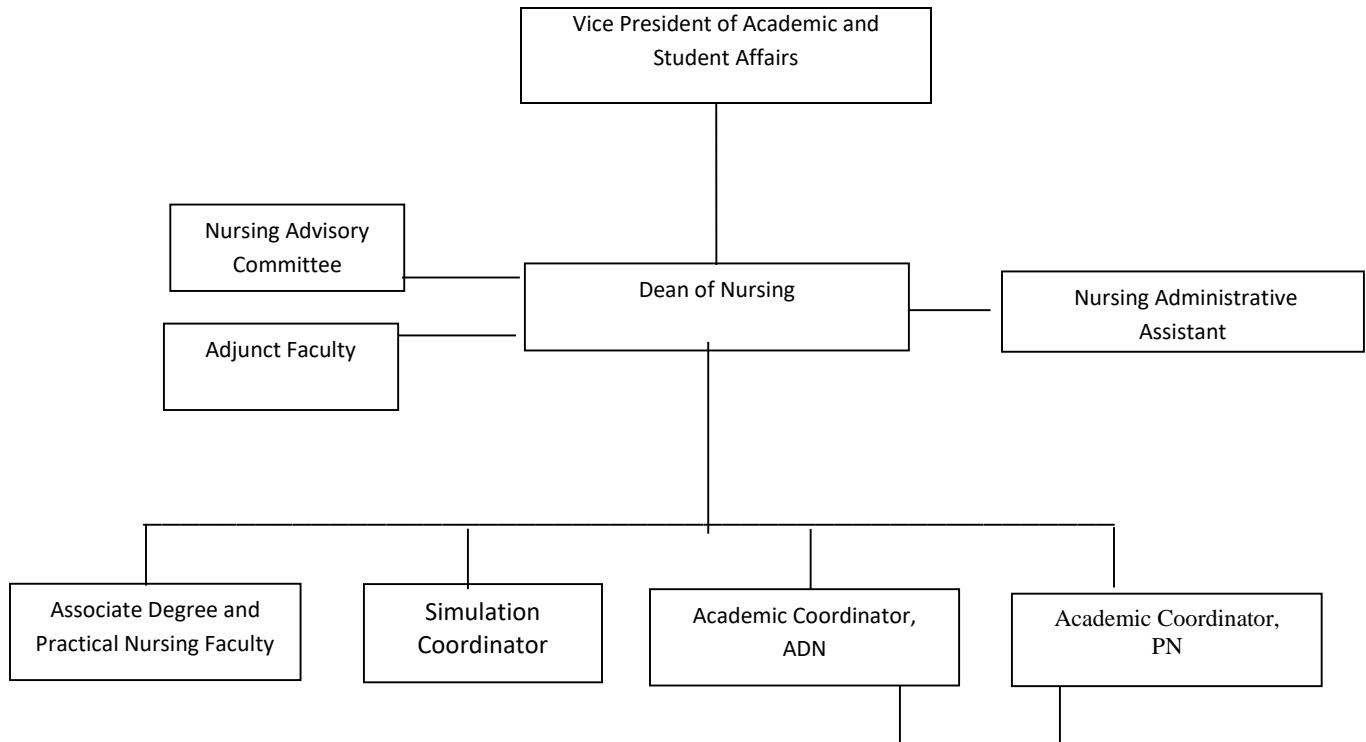 Vice President of Academic and
Student Affairs
Nursing Advisory
Committee
Dean of Nursing
Nursing Administrative
Assistant
Adjunct Faculty
Associate Degree and
Practical Nursing Faculty
Simulation
Coordinator
Academic Coordinator,
ADN
Academic Coordinator,
PN